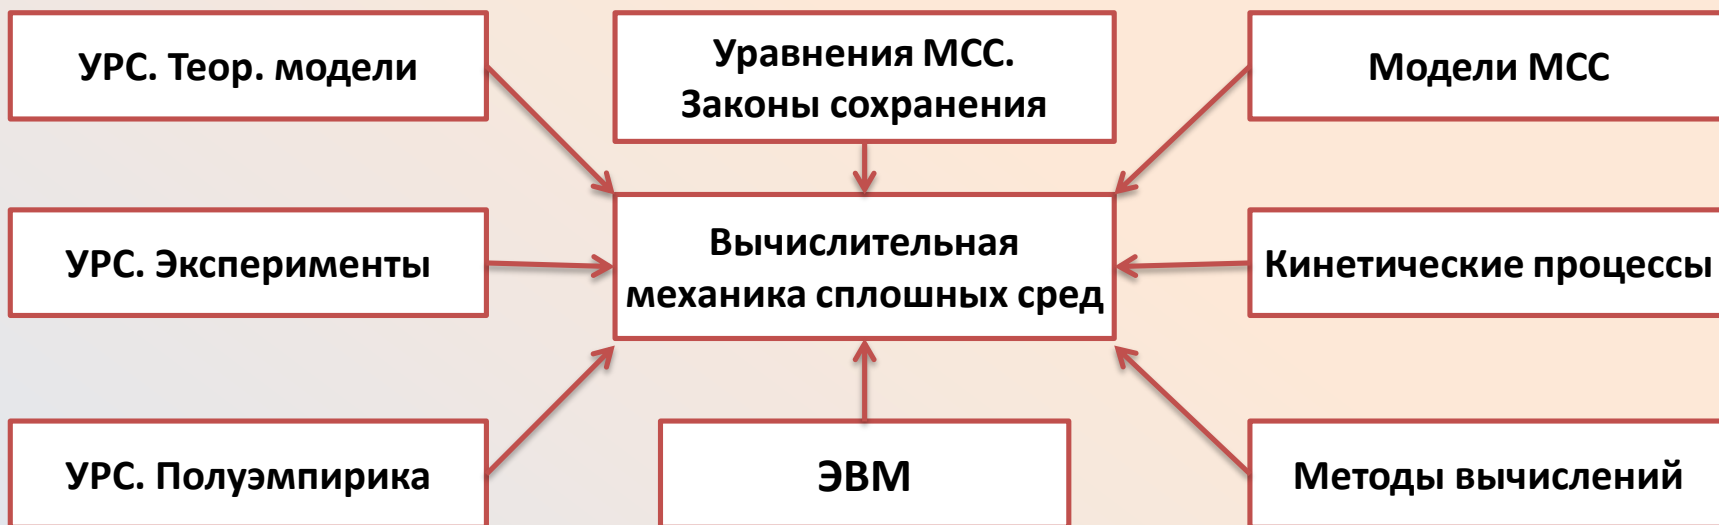 УРС. Теор. модели
Уравнения МСС.
Законы сохранения
Модели МСС
УРС. Эксперименты
Вычислительная
механика сплошных сред
Кинетические процессы
УРС. Полуэмпирика
ЭВМ
Методы вычислений